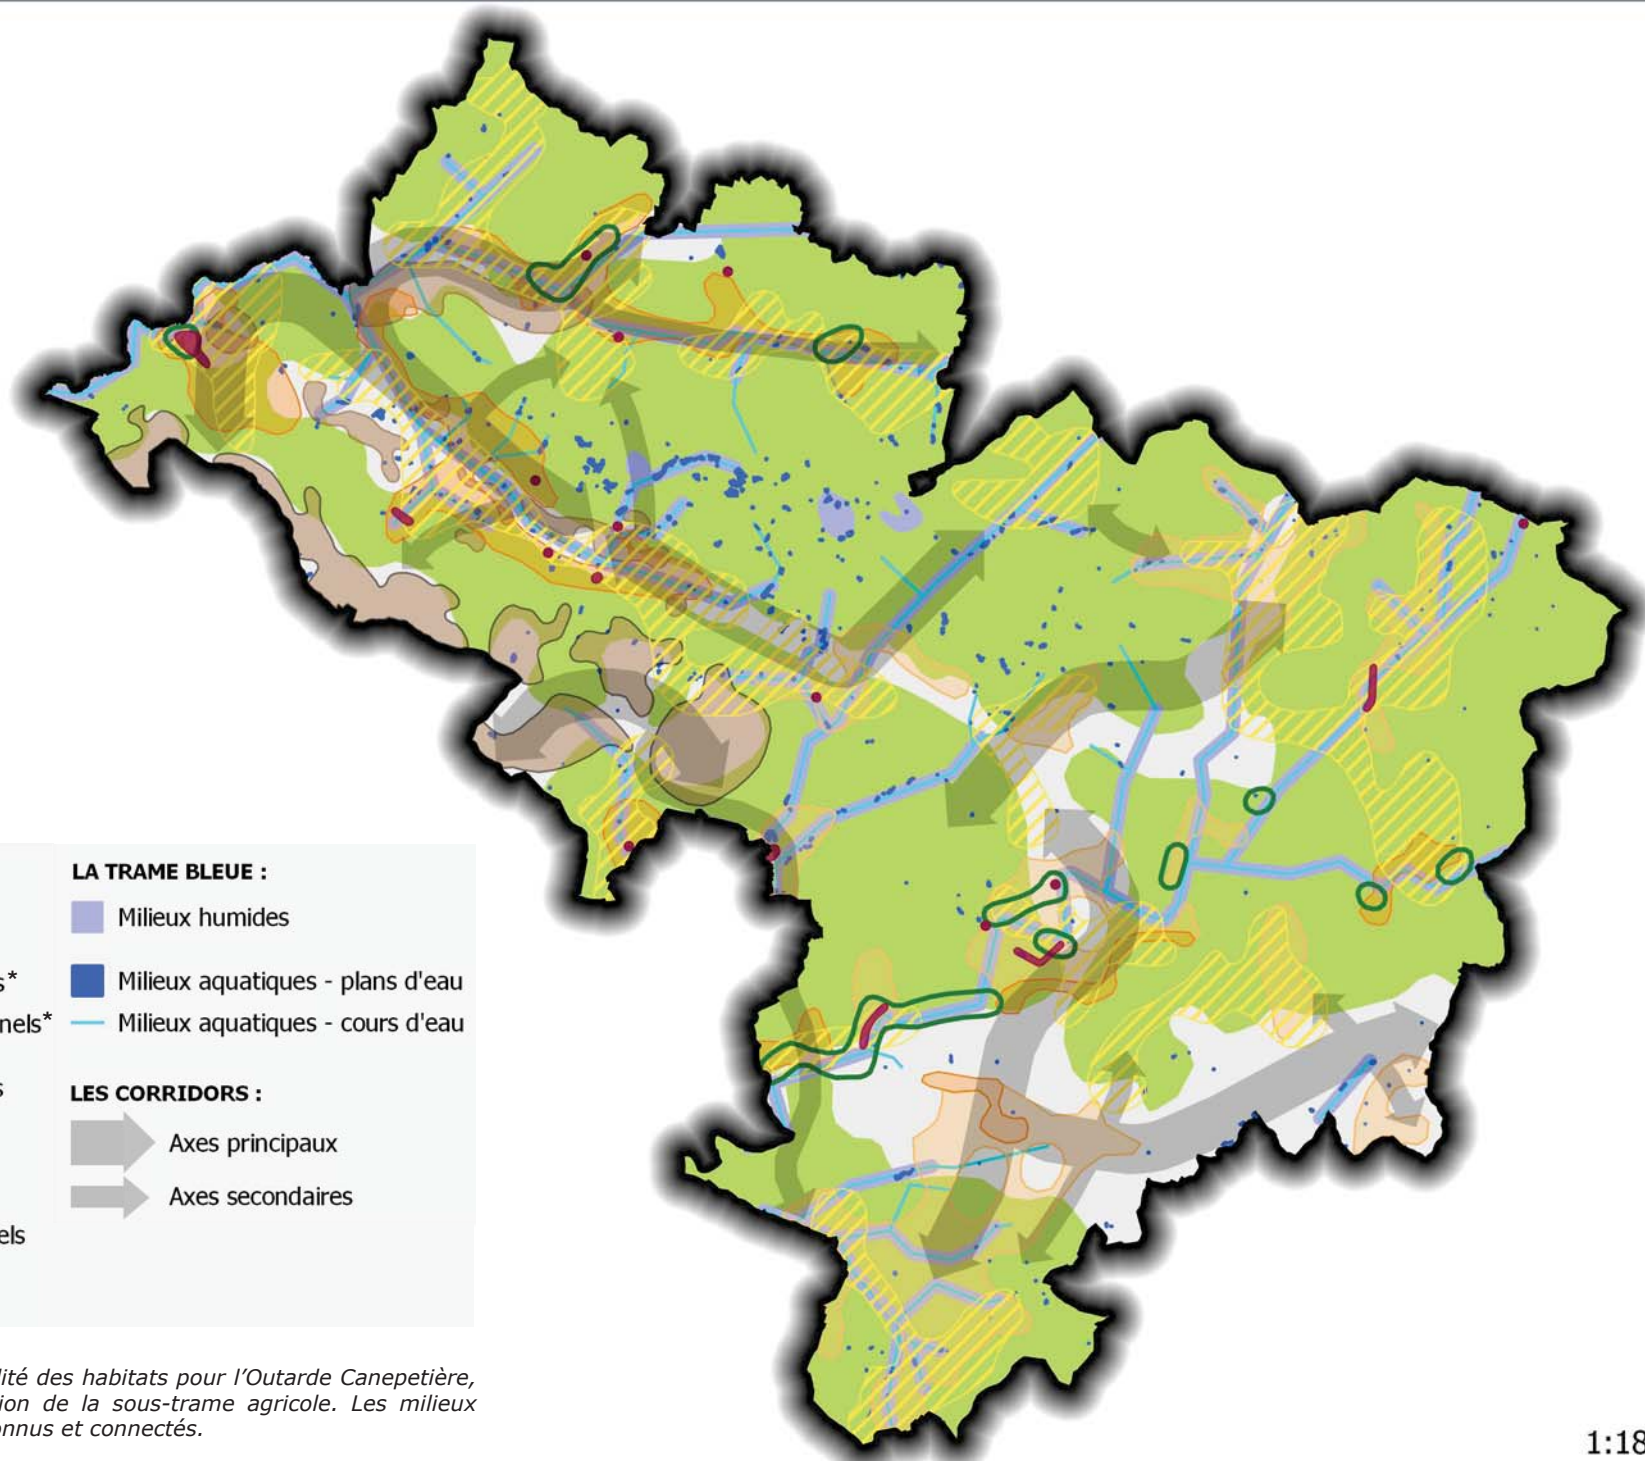 LA TRAME BLEUE :
Milieux humides
s*
Milieux aquatiques - plans d'eau
nels*
Milieux aquatiques - cours d'eau
s
LES CORRIDORS :
Axes principaux
Axes secondaires
els
lité des habitats pour l'Outarde Canepetière,
ion de la sous-trame agricole. Les milieux
onnus et connectés.
1:18